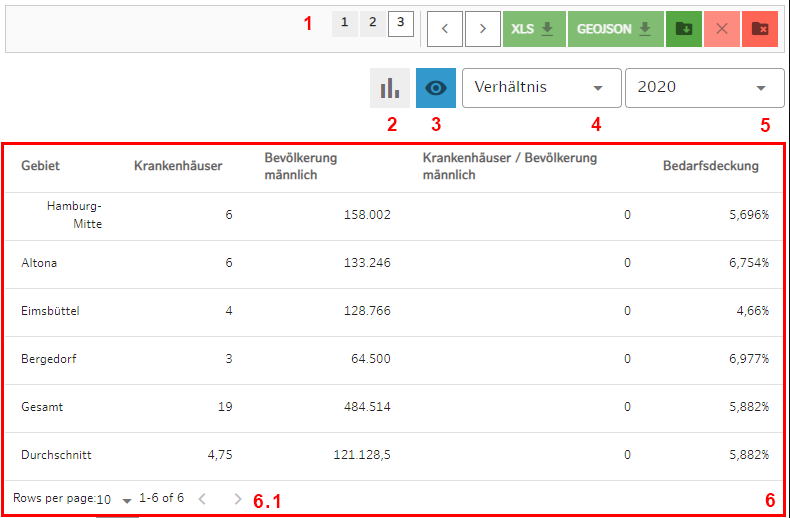 1 1 2 3 XLS GEOJSON
Verhältnis 2020
2 3 4 5
Gebiet Krankenhäuser Bevölkerung männlich Krankenhäuser / Bevölkerung männlich Bedarfsdeckung
Hamburg-Mitte 6 158.002 0 5,696%
Altona 6 133.246 0 6,754%
Eimsbüttel 4 128.766 0 4,66%
Bergedorf 3 64.500 0 6,977%
Gesamt 19 484.514 0 5,882%
Durchschnitt 4,75 121.128,5 0 5,882%
Rows per page: 10 1-6 of 6 6.1 6